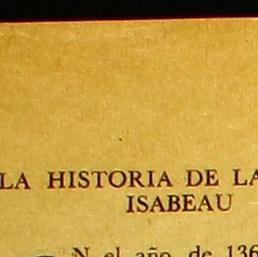 LA HISTORIA DE LA
ISABEAU
N el año de 136